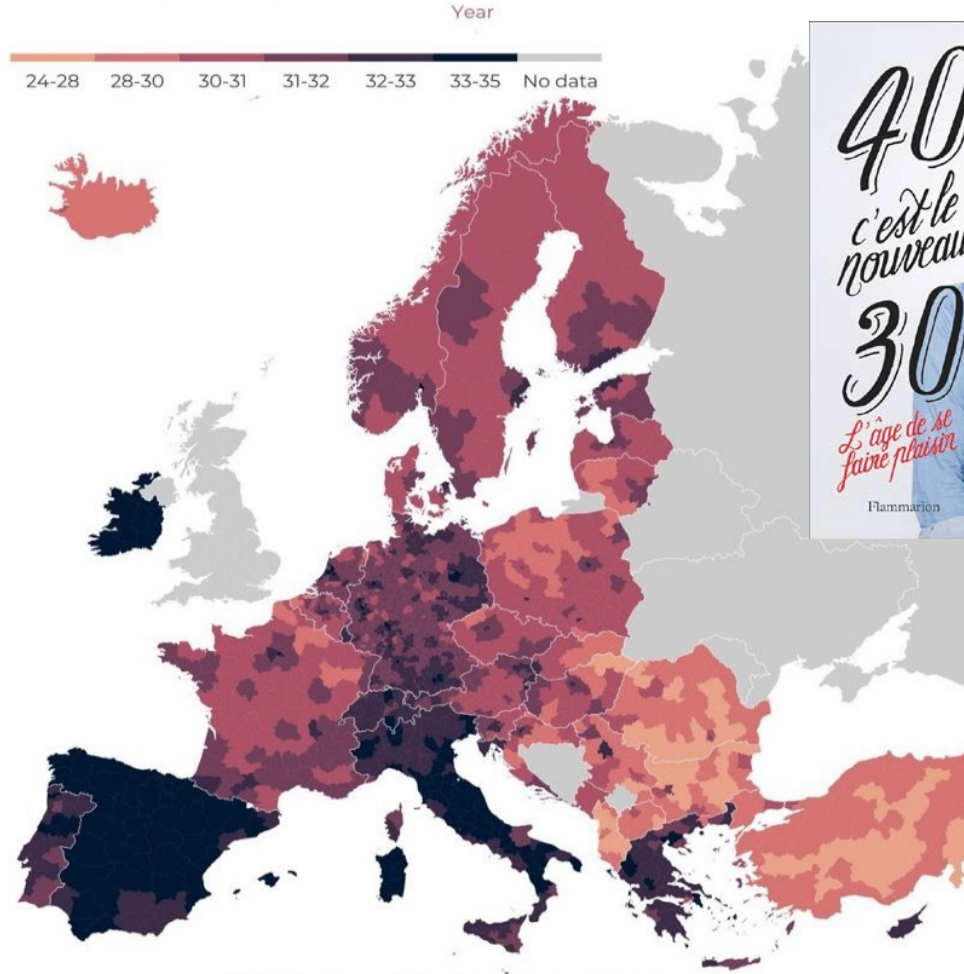 Year
24-28 28-30 30-31 31-32 32-33 33-35 No data
40
c'est le
nouveau
30
L'âge de se
faire plaisir
Flammarion